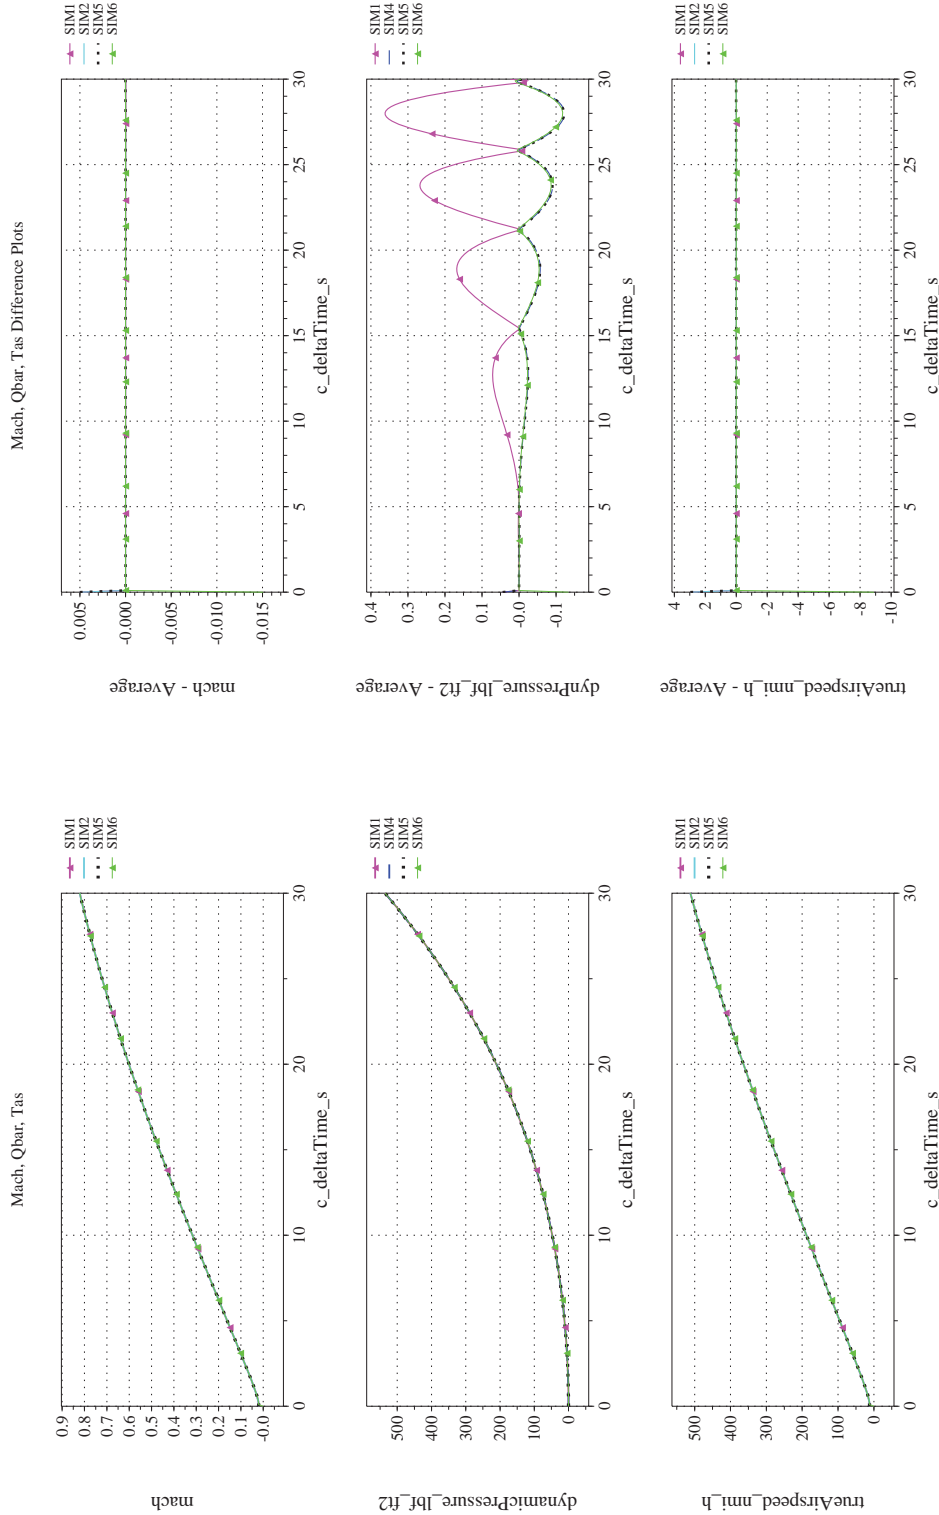 Mach, Qbar, Tas
mach
0.9
0.8
0.7
0.6
0.5
0.4
0.3
0.2
0.1
-0.0
0 10 20 30
c_deltaTime_s
SIM1
SIM2
SIM5
SIM6
dynamicPressure_lbf_ft2
500
400
300
200
100
0
0 10 20 30
c_deltaTime_s
SIM1
SIM4
SIM5
SIM6
trueAirspeed_nmi_h
500
400
300
200
100
0
0 10 20 30
c_deltaTime_s
SIM1
SIM2
SIM5
SIM6
Mach, Qbar, Tas Difference Plots
mach - Average
0.005
-0.000
-0.005
-0.010
-0.015
0 5 10 15 20 25 30
c_deltaTime_s
SIM1
SIM2
SIM5
SIM6
dynPressure_lbf_ft2 - Average
0.4
0.3
0.2
0.1
-0.0
-0.1
0 5 10 15 20 25 30
c_deltaTime_s
SIM1
SIM4
SIM5
SIM6
trueAirspeed_nmi_h - Average
4
2
0
-2
-4
-6
-8
-10
0 5 10 15 20 25 30
c_deltaTime_s
SIM1
SIM2
SIM5
SIM6